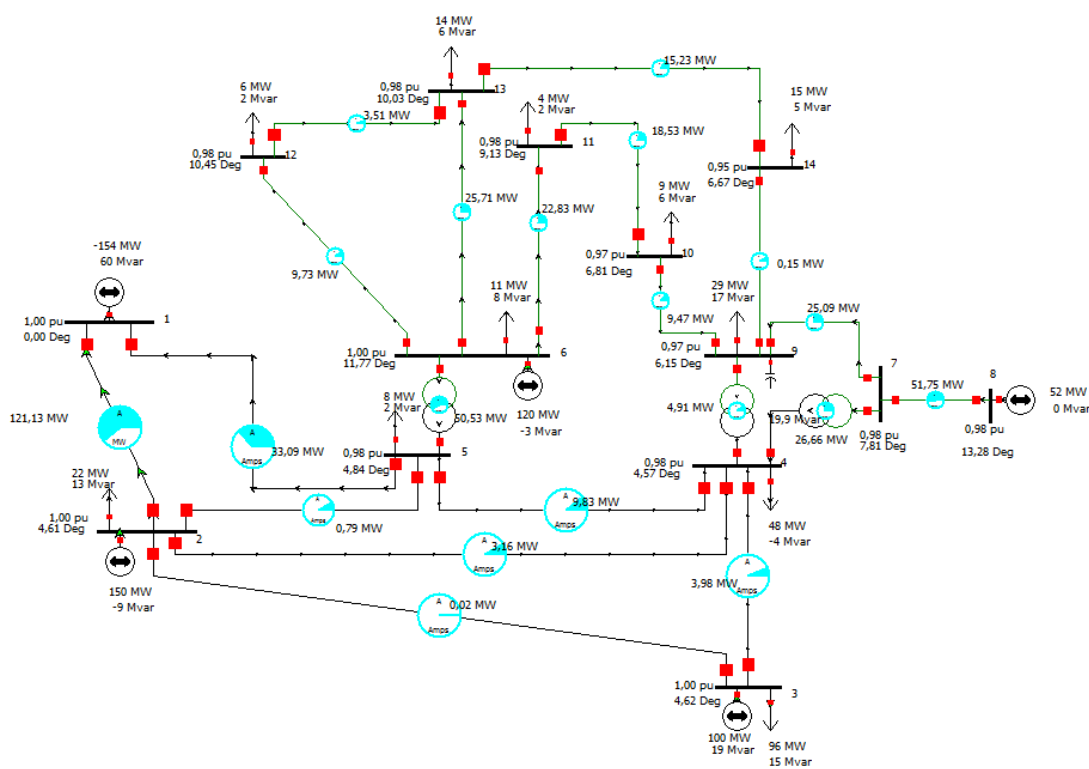 14 MW
6 Mvar
15,23 MW
0,98 pu
13
10,03 Deg
6 MW
2 Mvar
3,51 MW
4 MW
2 Mvar
15 MW
5 Mvar
18,53 MW
0,98 pu
11
9,13 Deg
0,98 pu
12
10,45 Deg
0,95 pu
14
6,67 Deg
9 MW
6 Mvar
25,71 MW
22,83 MW
0,97 pu
10
6,81 Deg
-154 MW
60 Mvar
9,73 MW
0,15 MW
11 MW
8 Mvar
29 MW
17 Mvar
25,09 MW
9,47 MW
1,00 pu
1
0,00 Deg
1,00 pu
6
11,77 Deg
0,97 pu
9
6,15 Deg
7
8
51,75 MW
52 MW
0 Mvar
8 MW
2 Mvar
50,53 MW
120 MW
-3 Mvar
4,91 MW
19,9 Mvar
26,66 MW
0,98 pu
7,81 Deg
0,98 pu
13,28 Deg
121,13 MW
A
MW
A
Amps
33,09 MW
0,98 pu
5
4,84 Deg
0,98 pu
4
4,57 Deg
22 MW
13 Mvar
A
Amps
0,79 MW
A
Amps
9,83 MW
48 MW
-4 Mvar
1,00 pu
2
4,61 Deg
A
Amps
3,16 MW
A
Amps
3,98 MW
150 MW
-9 Mvar
A
Amps
0,02 MW
1,00 pu
3
4,62 Deg
100 MW
19 Mvar
96 MW
15 Mvar